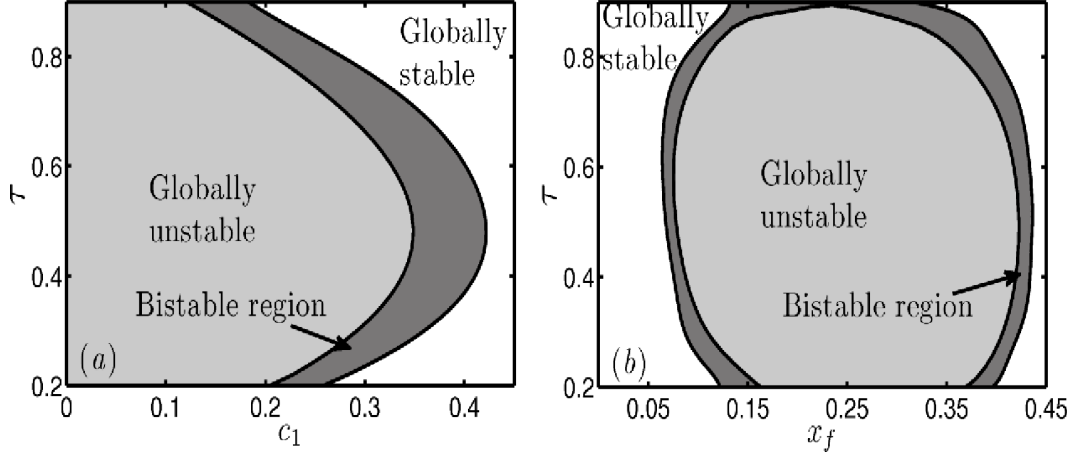 0.8
0.6
0.4
0.2
τ
Globally
stable
Globally
unstable
Bistable region
(a)
0
0.1
0.2
0.3
0.4
c1
0.8
0.6
0.4
0.2
τ
Globally
stable
Globally
unstable
Bistable region
(b)
0.05
0.15
0.25
0.35
0.45
xf